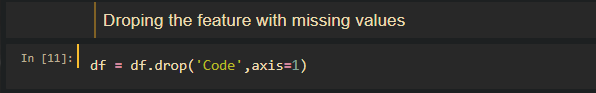 Droping the feature with missing values
In [11]: df = df.drop('Code',axis=1)